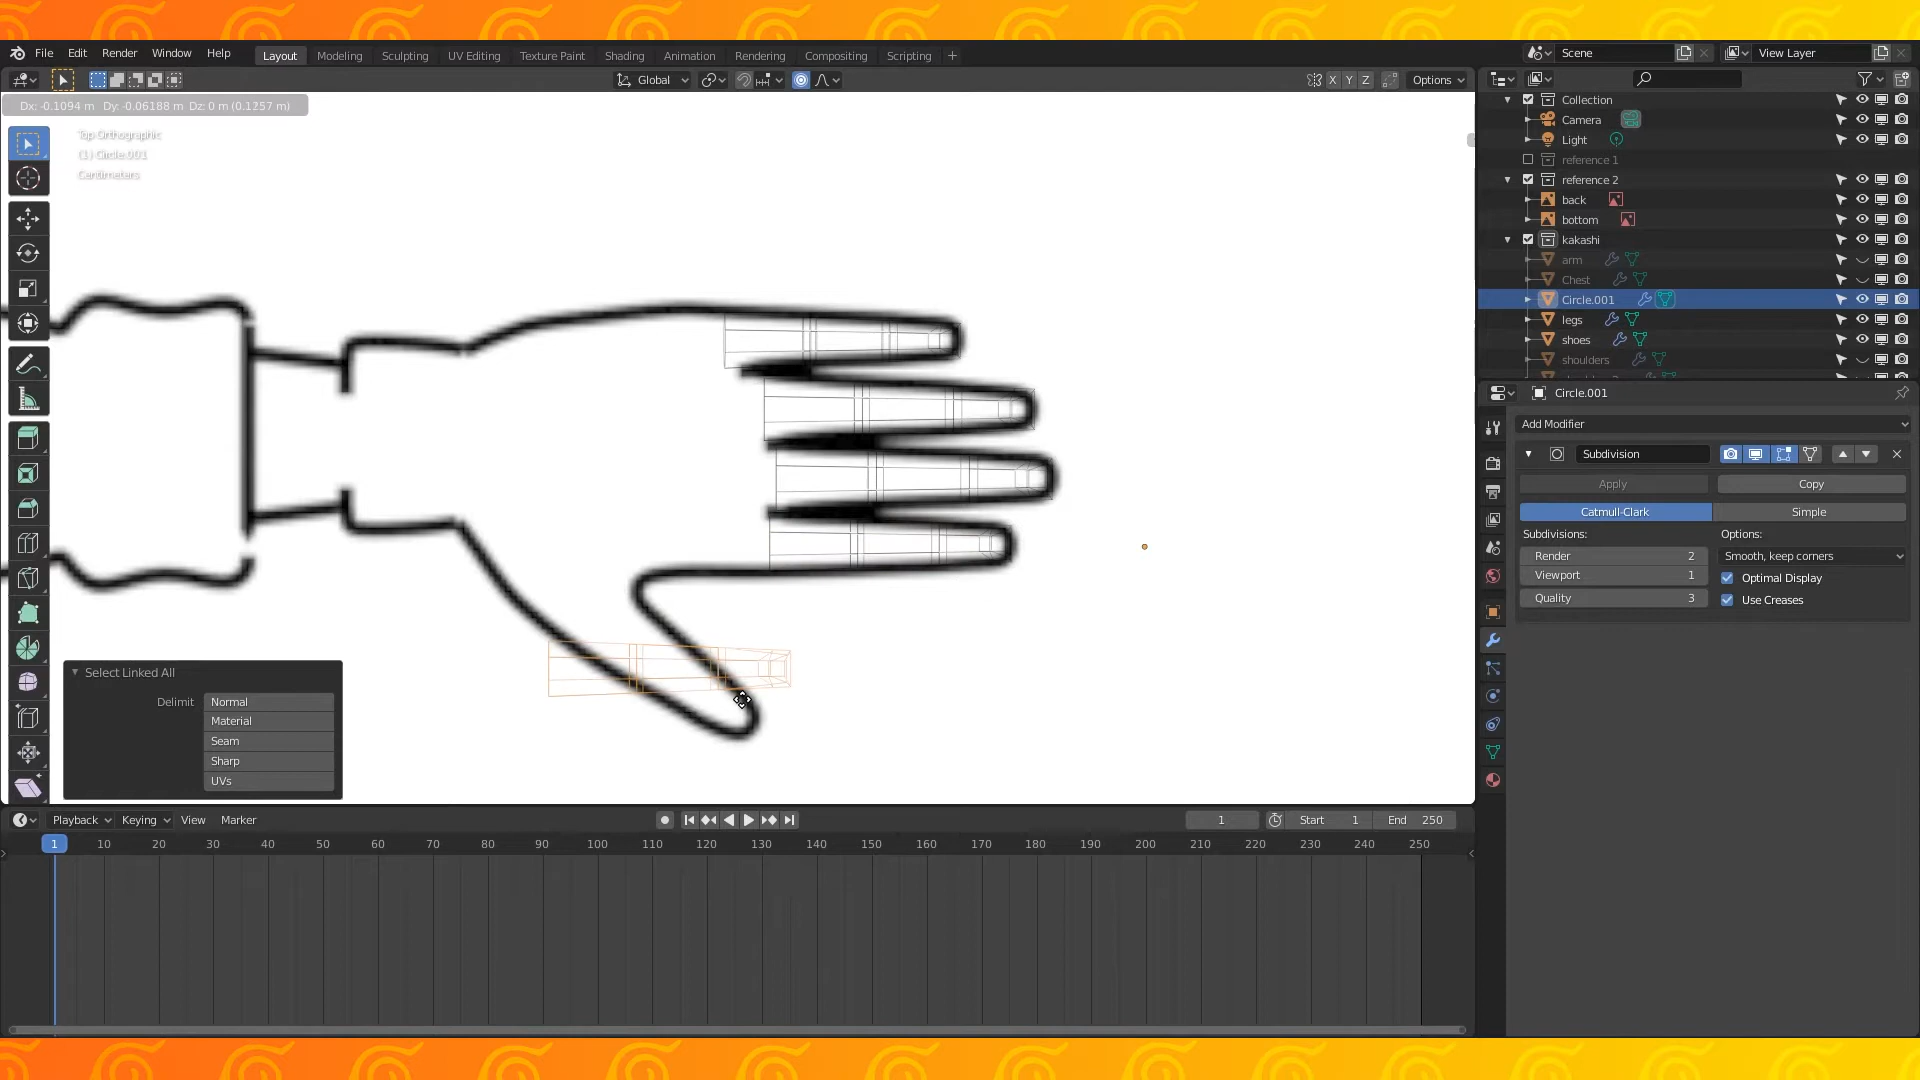 File Edit Render Window Help Layout Modeling Sculpting UV Editing Texture Paint Shading Animation Rendering Compositing Scripting + Scene View Layer
Global X Y Z Options
Dx: -0.1094 m Dy: -0.06188 m Dz: 0 m (0.1257 m)
Top Orthographic
(1) Circle.001
Centimeters
Select Linked All
Delimit Normal
Material
Seam
Sharp
UVs
Collection
Camera
Light
reference 1
reference 2
back
bottom
kakashi
arm
Chest
Circle.001
legs
shoes
shoulders
Circle.001
Add Modifier
Subdivision
Apply Copy
Catmull-Clark Simple
Subdivisions: Options:
Render 2 Smooth, keep corners
Viewport 1 Optimal Display
Quality 3 Use Creases
Playback Keying View Marker 1 Start 1 End 250
1 10 20 30 40 50 60 70 80 90 100 110 120 130 140 150 160 170 180 190 200 210 220 230 240 250